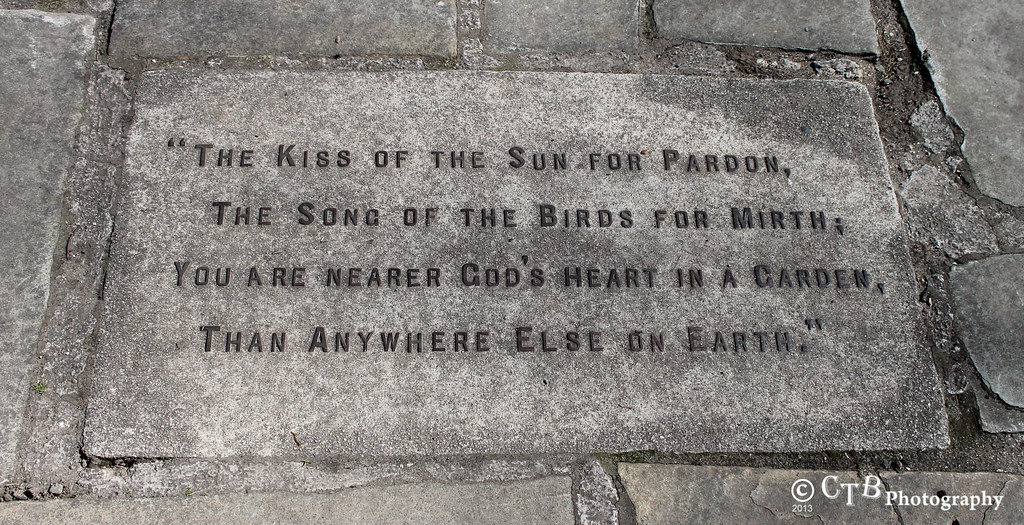 "The Kiss of the Sun for Pardon,
The Song of the Birds for Mirth;
You are nearer God's heart in a Garden,
Than Anywhere Else on Earth."
© CTB Photography
2013